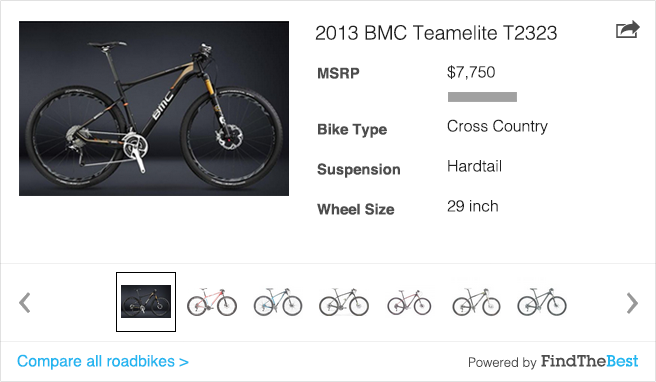 2013 BMC Teamelite T2323
MSRP $7,750
Bike Type Cross Country
Suspension Hardtail
Wheel Size 29 inch
BMC
Compare all roadbikes >
Powered by FindTheBest